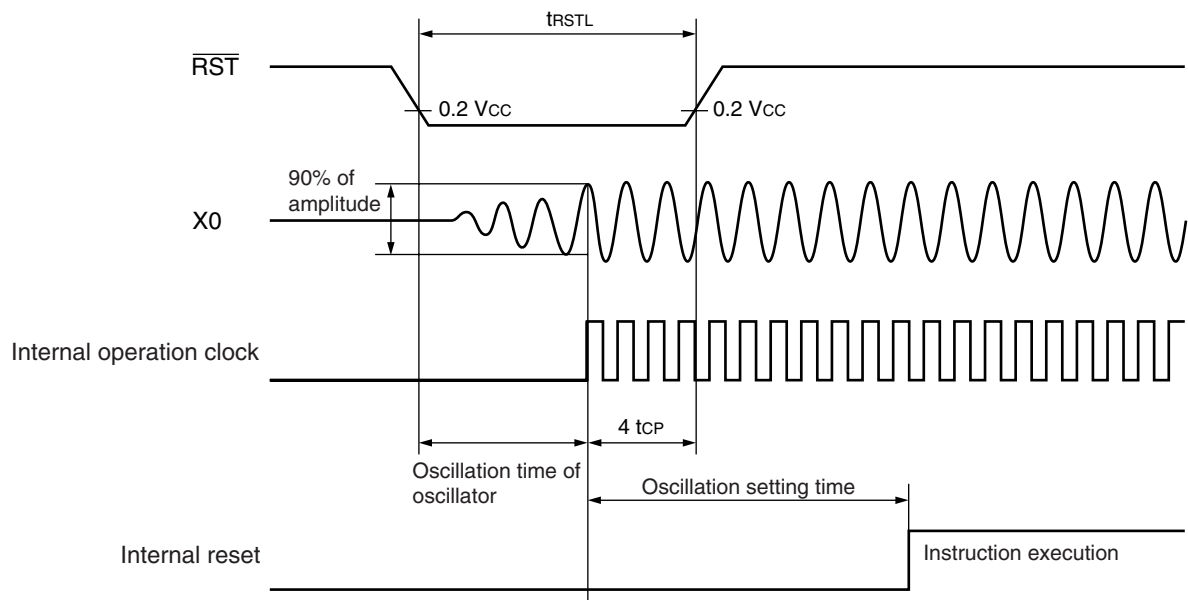 tRSTL
RST
0.2 VCC
0.2 VCC
90% of
amplitude
X0
Internal operation clock
4 tCP
Oscillation time of
oscillator
Oscillation setting time
Internal reset
Instruction execution